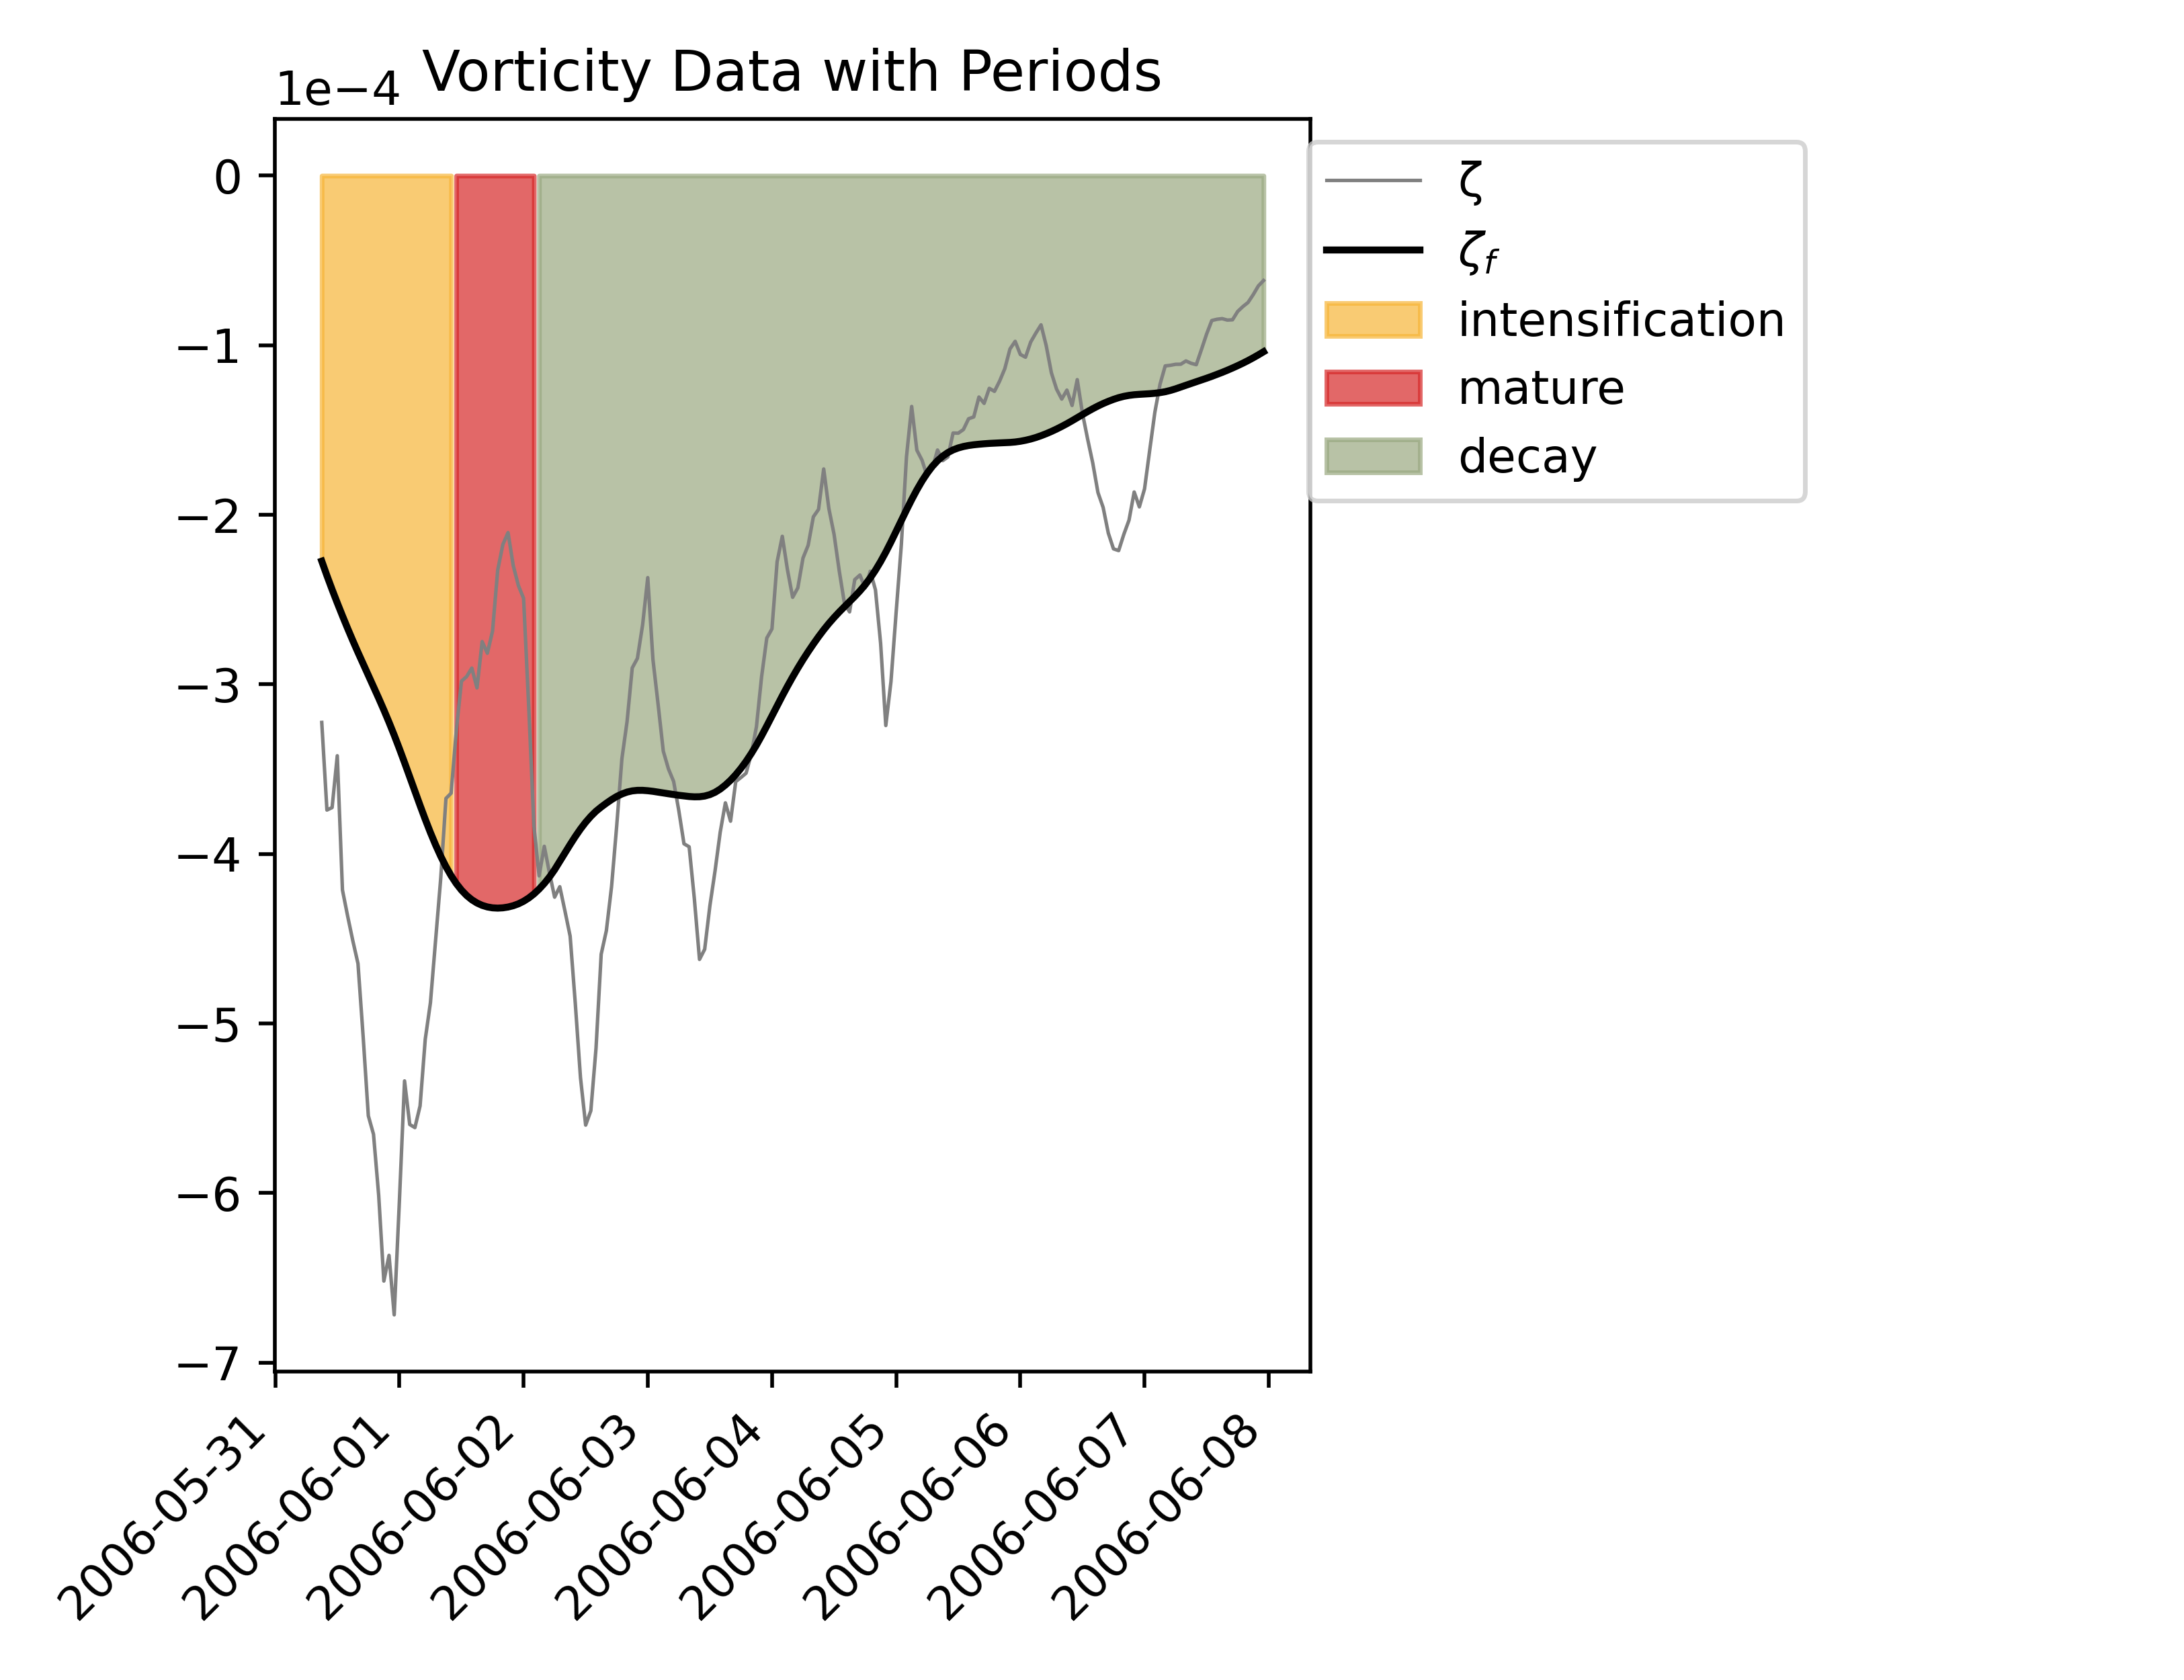 Vorticity Data with Periods
1e−4
0
−1
−2
−3
−4
−5
−6
−7
2006-05-31
2006-06-01
2006-06-02
2006-06-03
2006-06-04
2006-06-05
2006-06-06
2006-06-07
2006-06-08
ζ
ζf
intensification
mature
decay